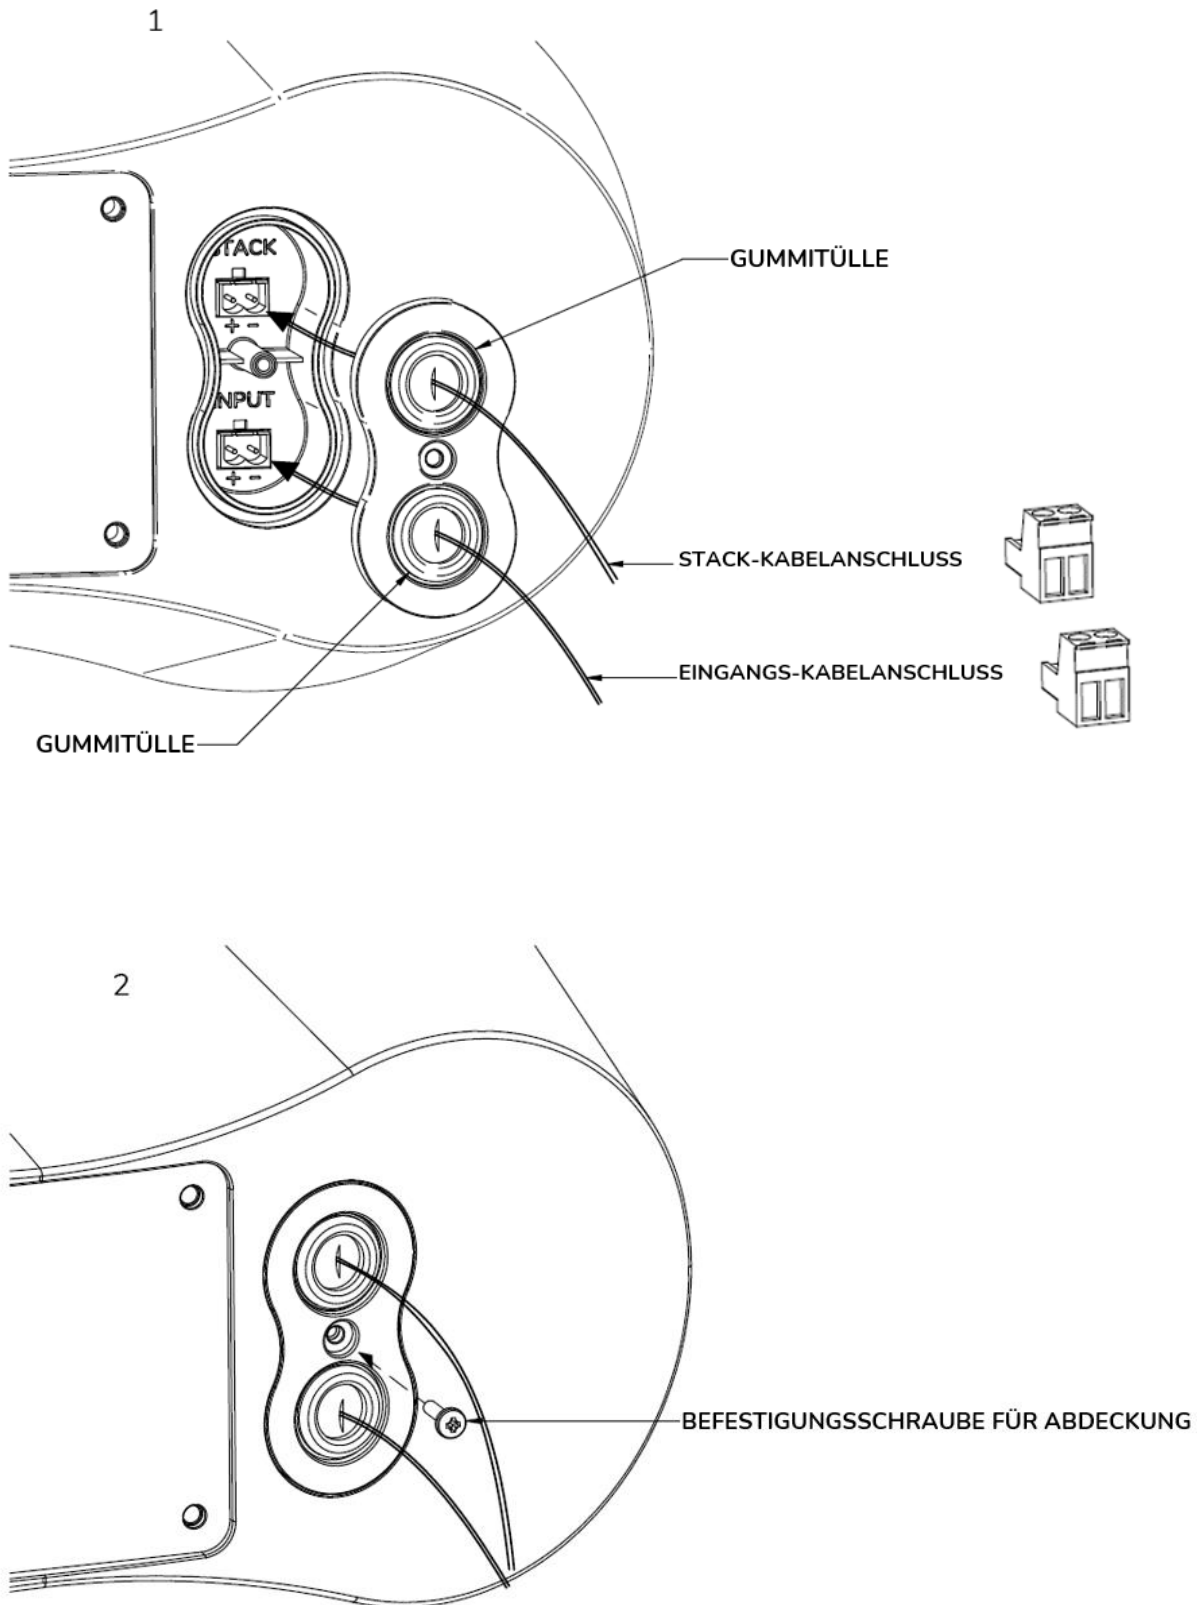 1
STACK
GUMMITÜLLE
+ -
INPUT
+ -
STACK-KABELANSCHLUSS
EINGANGS-KABELANSCHLUSS
GUMMITÜLLE
2
BEFESTIGUNGSSCHRAUBE FÜR ABDECKUNG